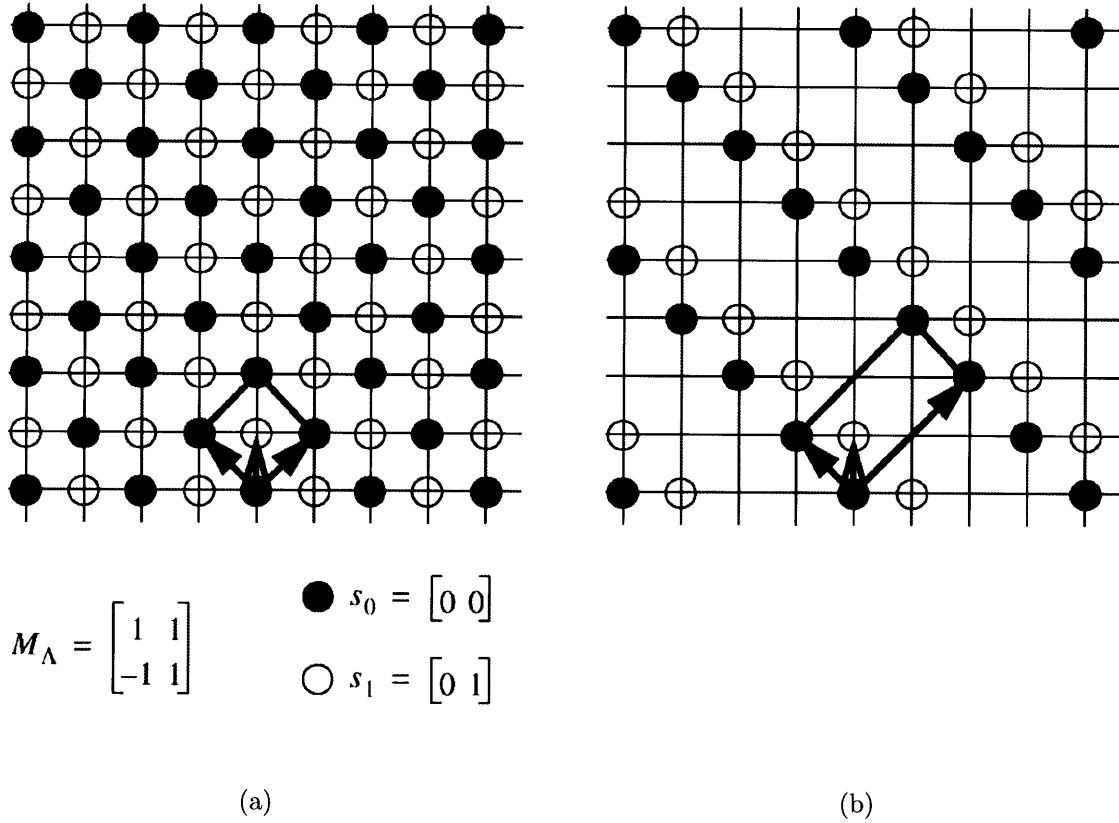 M_Λ = [1 1
-1 1]
s_0 = [0 0]
s_1 = [0 1]
(a) (b)